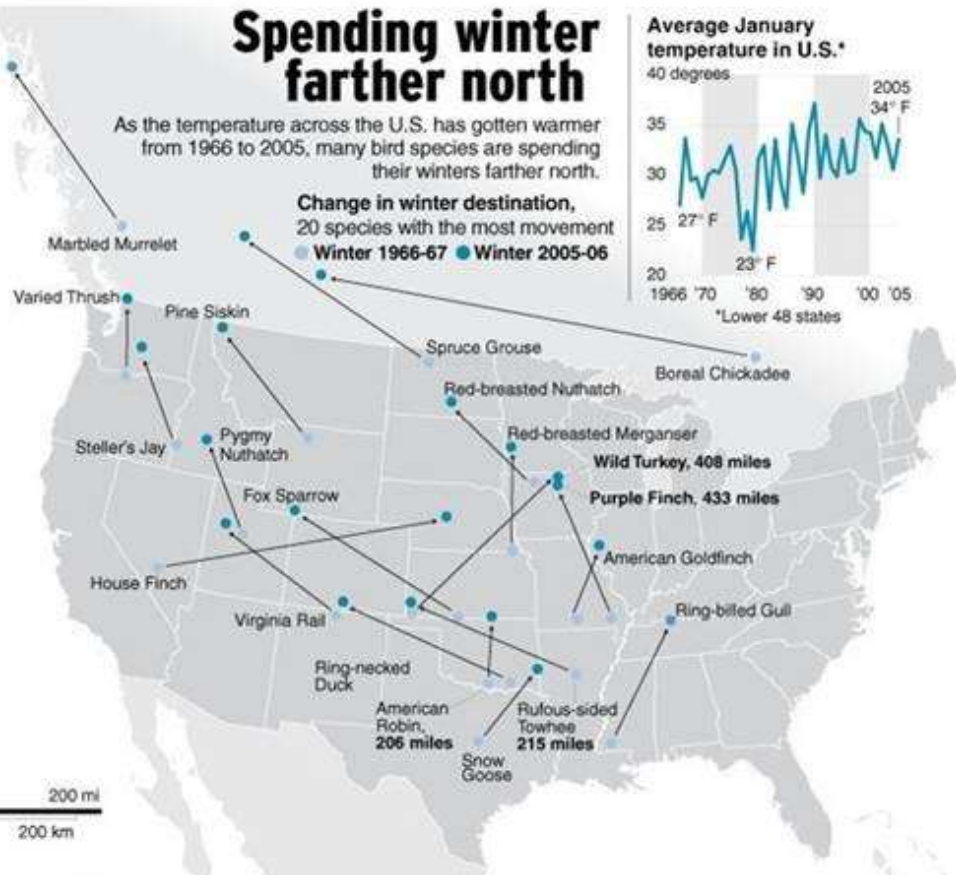 Spending winter
farther north
As the temperature across the U.S. has gotten warmer
from 1966 to 2005, many bird species are spending
their winters farther north.
Change in winter destination,
20 species with the most movement
Winter 1966-67 Winter 2005-06
Average January
temperature in U.S.*
40 degrees
2005
34° F
35
30
27° F
25
23° F
20
1966 '70 '80 '90 '00 '05
*Lower 48 states
Marbled Murrelet
Varied Thrush
Pine Siskin
Spruce Grouse
Boreal Chickadee
Red-breasted Nuthatch
Steller's Jay
Pygmy
Nuthatch
Red-breasted Merganser
Wild Turkey, 408 miles
Purple Finch, 433 miles
Fox Sparrow
House Finch
American Goldfinch
Virginia Rail
Ring-billed Gull
Ring-necked
Duck
American
Robin,
206 miles
Rufous-sided
Towhee
215 miles
Snow
Goose
200 mi
200 km